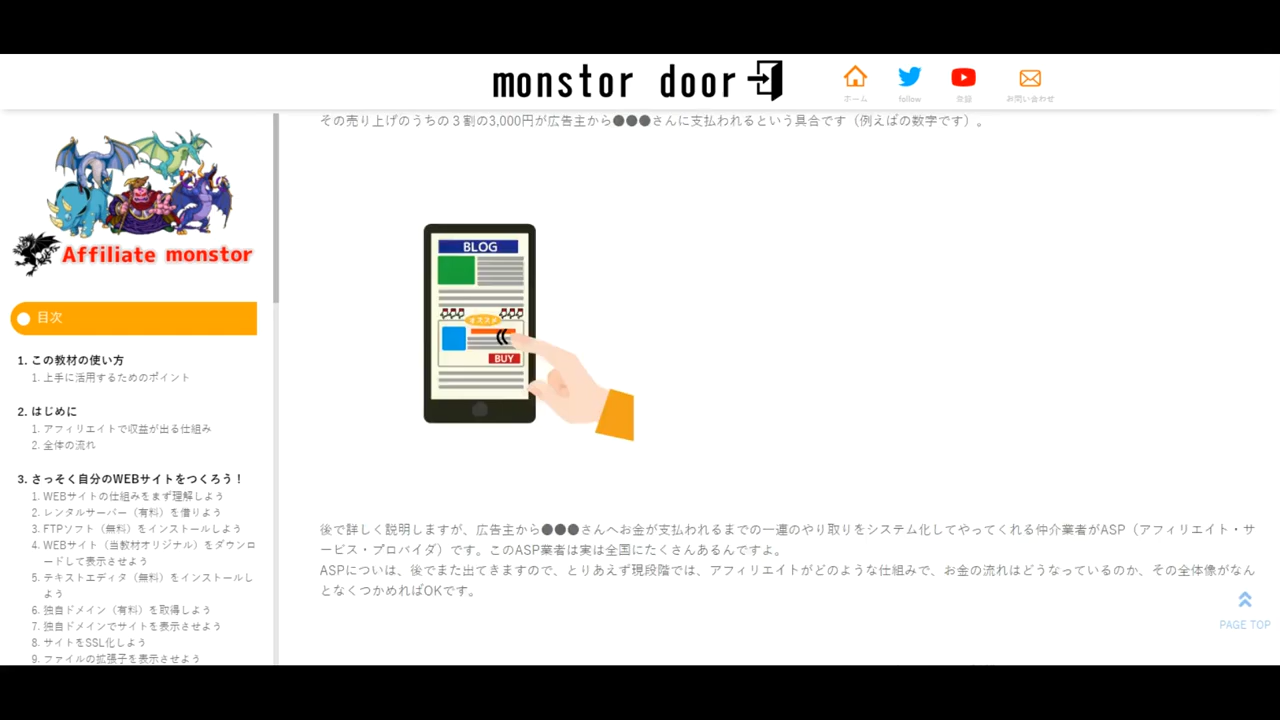 monstor door
ホーム
follow
登録
お問い合わせ
Affiliate monstor
目次
1. この教材の使い方
1. 上手に活用するためのポイント
2. はじめに
1. アフィリエイトで収益が出る仕組み
2. 全体の流れ
3. さっそく自分のWEBサイトをつくろう！
1. WEBサイトの仕組みをまず理解しよう
2. レンタルサーバー（有料）を借りよう
3. FTPソフト（無料）をインストールしよう
4. WEBサイト（当教材オリジナル）をダウンロ
ードして表示させよう
5. テキストエディタ（無料）をインストールし
よう
6. 独自ドメイン（有料）を取得しよう
7. 独自ドメインでサイトを表示させよう
8. サイトをSSL化しよう
9. ファイルの拡張子を表示させよう
その売り上げのうちの３割の3,000円が広告主から●●●さんに支払われるという具合です（例えばの数字です）。
BLOG
オススメ
BUY
後で詳しく説明しますが、広告主から●●●さんへお金が支払われるまでの一連のやり取りをシステム化してやってくれる仲介業者がASP（アフィリエイト・サ
ービス・プロバイダ）です。このASP業者は実は全国にたくさんあるんですよ。
ASPについは、後でまた出てきますので、とりあえず現段階では、アフィリエイトがどのような仕組みで、お金の流れはどうなっているのか、その全体像がなん
となくつかめればOKです。
PAGE TOP